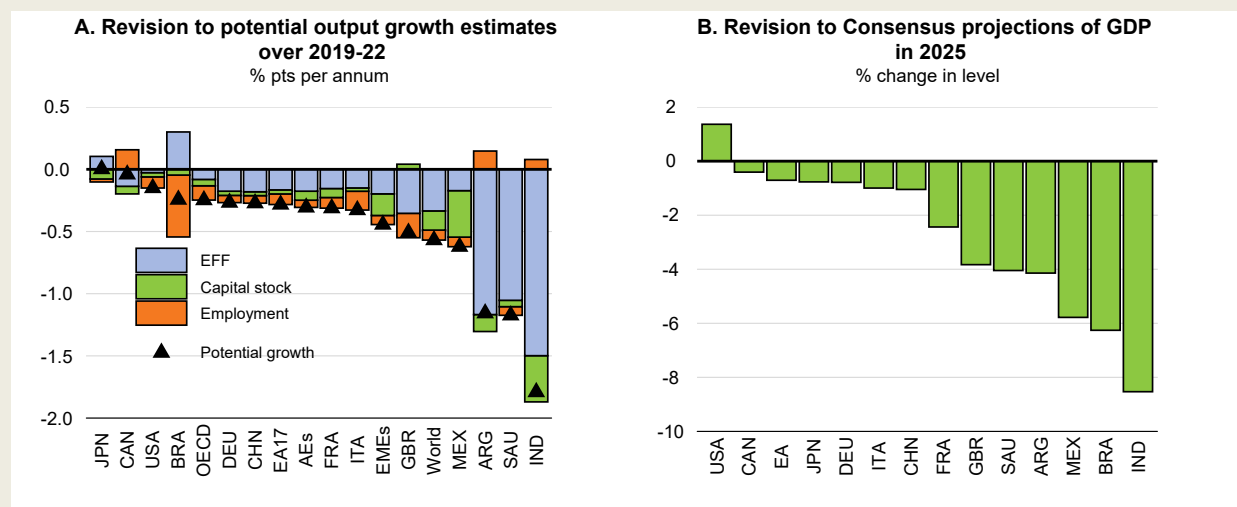 A. Revision to potential output growth estimates
over 2019-22
% pts per annum
0.5
0.0
-0.5
-1.0
-1.5
-2.0
EFF
Capital stock
Employment
Potential growth
JPN
CAN
USA
BRA
OECD
DEU
CHN
EA17
AEs
FRA
ITA
EMEs
GBR
World
MEX
ARG
SAU
IND
B. Revision to Consensus projections of GDP
in 2025
% change in level
2
0
-2
-4
-6
-8
-10
USA
CAN
EA
JPN
DEU
ITA
CHN
FRA
GBR
SAU
ARG
MEX
BRA
IND